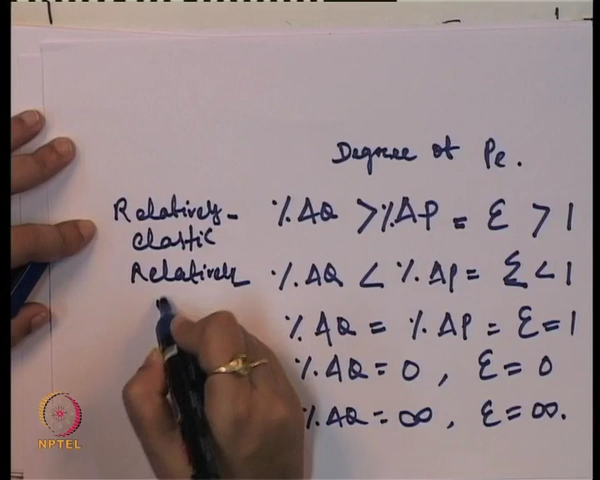 Degree of Pe.
Relatively- %ΔQ > %ΔP = ε > 1
elastic
Relatively %ΔQ < %ΔP = ε < 1
%ΔQ = %ΔP = ε = 1
%ΔQ = 0 , ε = 0
%ΔQ = ∞ , ε = ∞.
NPTEL